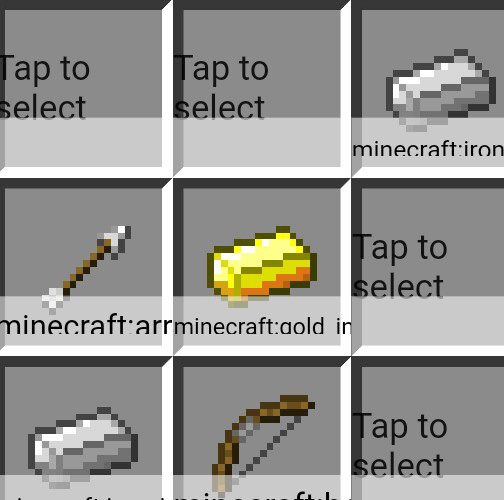 Tap to
select
Tap to
select
minecraft:iron
minecraft:arr
minecraft:gold_in
Tap to
select
Tap to
select